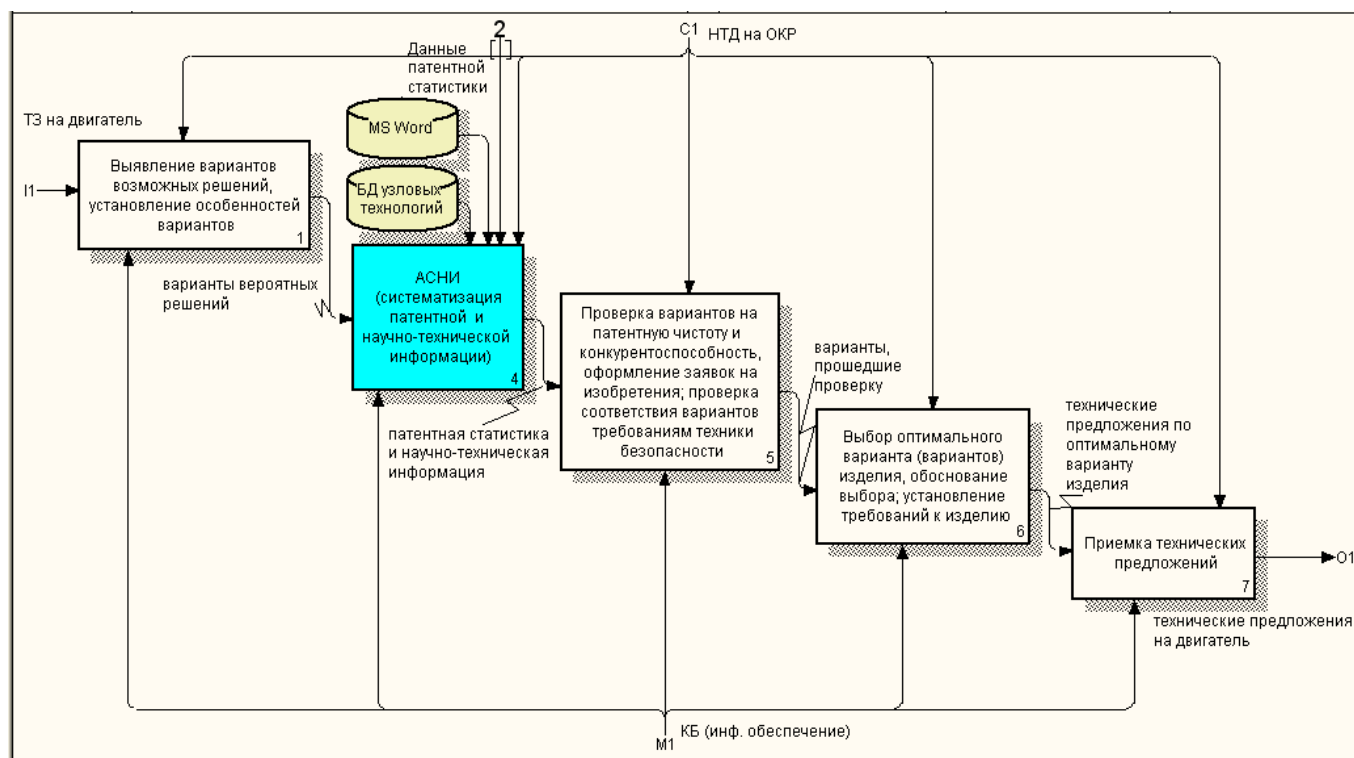 2
C1 НТД на ОКР
Данные
патентной
статистики
ТЗ на двигатель
I1
MS Word
БД узловых
технологий
Выявление вариантов
возможных решений,
установление особенностей
вариантов
1
варианты вероятных
решений
АСНИ
(систематизация
патентной и
научно-технической
информации)
4
патентная статистика
и научно-техническая
информация
Проверка вариантов на
патентную чистоту и
конкурентоспособность,
оформление заявок на
изобретения; проверка
соответствия вариантов
требованиям техники
безопасности
5
варианты,
прошедшие
проверку
Выбор оптимального
варианта (вариантов)
изделия, обоснование
выбора; установление
требований к изделию
6
технические
предложения по
оптимальному
варианту
изделия
Приемка технических
предложений
7
O1
технические предложения
на двигатель
КБ (инф. обеспечение)
M1